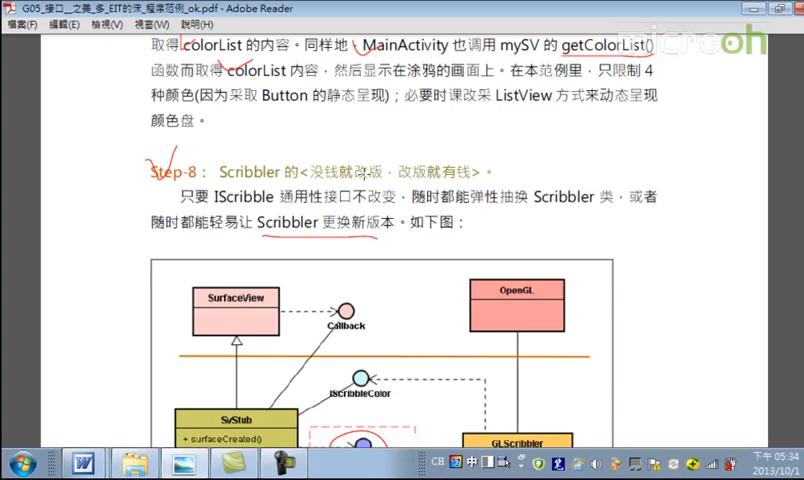 G05_接口__之美_多_EIT的深_程序范例_ok.pdf - Adobe Reader
檔案(F) 編輯(E) 檢視(V) 視窗(W) 說明(H)
microoh
取得 colorList 的内容。同样地，MainActivity 也调用 mySV 的 getColorList()
函数而取得 colorList 内容，然后显示在涂鸦的画面上。在本范例里，只限制 4
种颜色(因为采取 Button 的静态呈现)；必要时课改采 ListView 方式来动态呈现
颜色盘。
Step-8： Scribbler 的<没钱就改版，改版就有钱>。
只要 IScribble 通用性接口不改变，随时都能弹性抽换 Scribbler 类，或者
随时都能轻易让 Scribbler 更换新版本。如下图：
SurfaceView
OpenGL
Callback
IScribbleColor
SvStub
+ surfaceCreated()
GLScribbler
CH
中
下午 05:34
2013/10/1